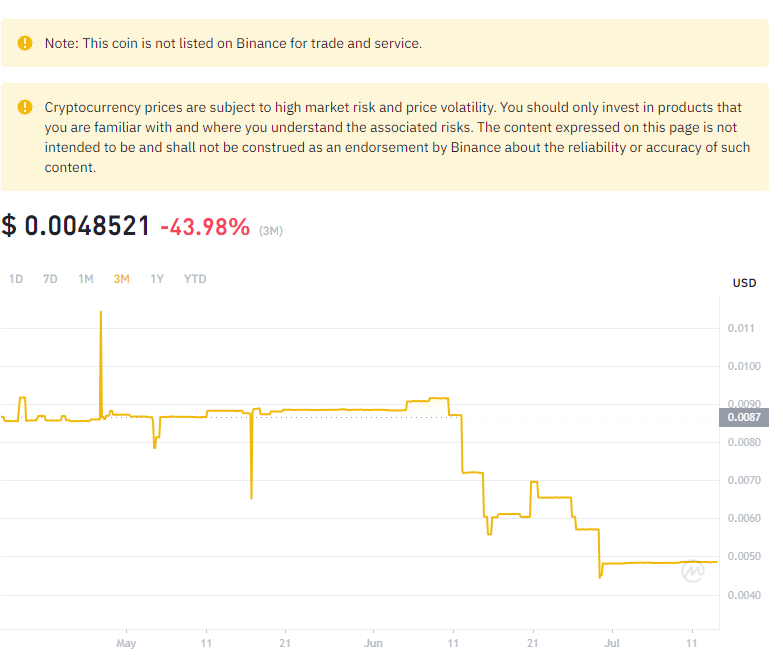 Note: This coin is not listed on Binance for trade and service.
Cryptocurrency prices are subject to high market risk and price volatility. You should only invest in products that
you are familiar with and where you understand the associated risks. The content expressed on this page is not
intended to be and shall not be construed as an endorsement by Binance about the reliability or accuracy of such
content.
$ 0.0048521 -43.98% (3M)
1D 7D 1M 3M 1Y YTD
USD
0.011
0.0100
0.0090
0.0087
0.0080
0.0070
0.0060
0.0050
0.0040
May 11 21 Jun 11 21 Jul 11